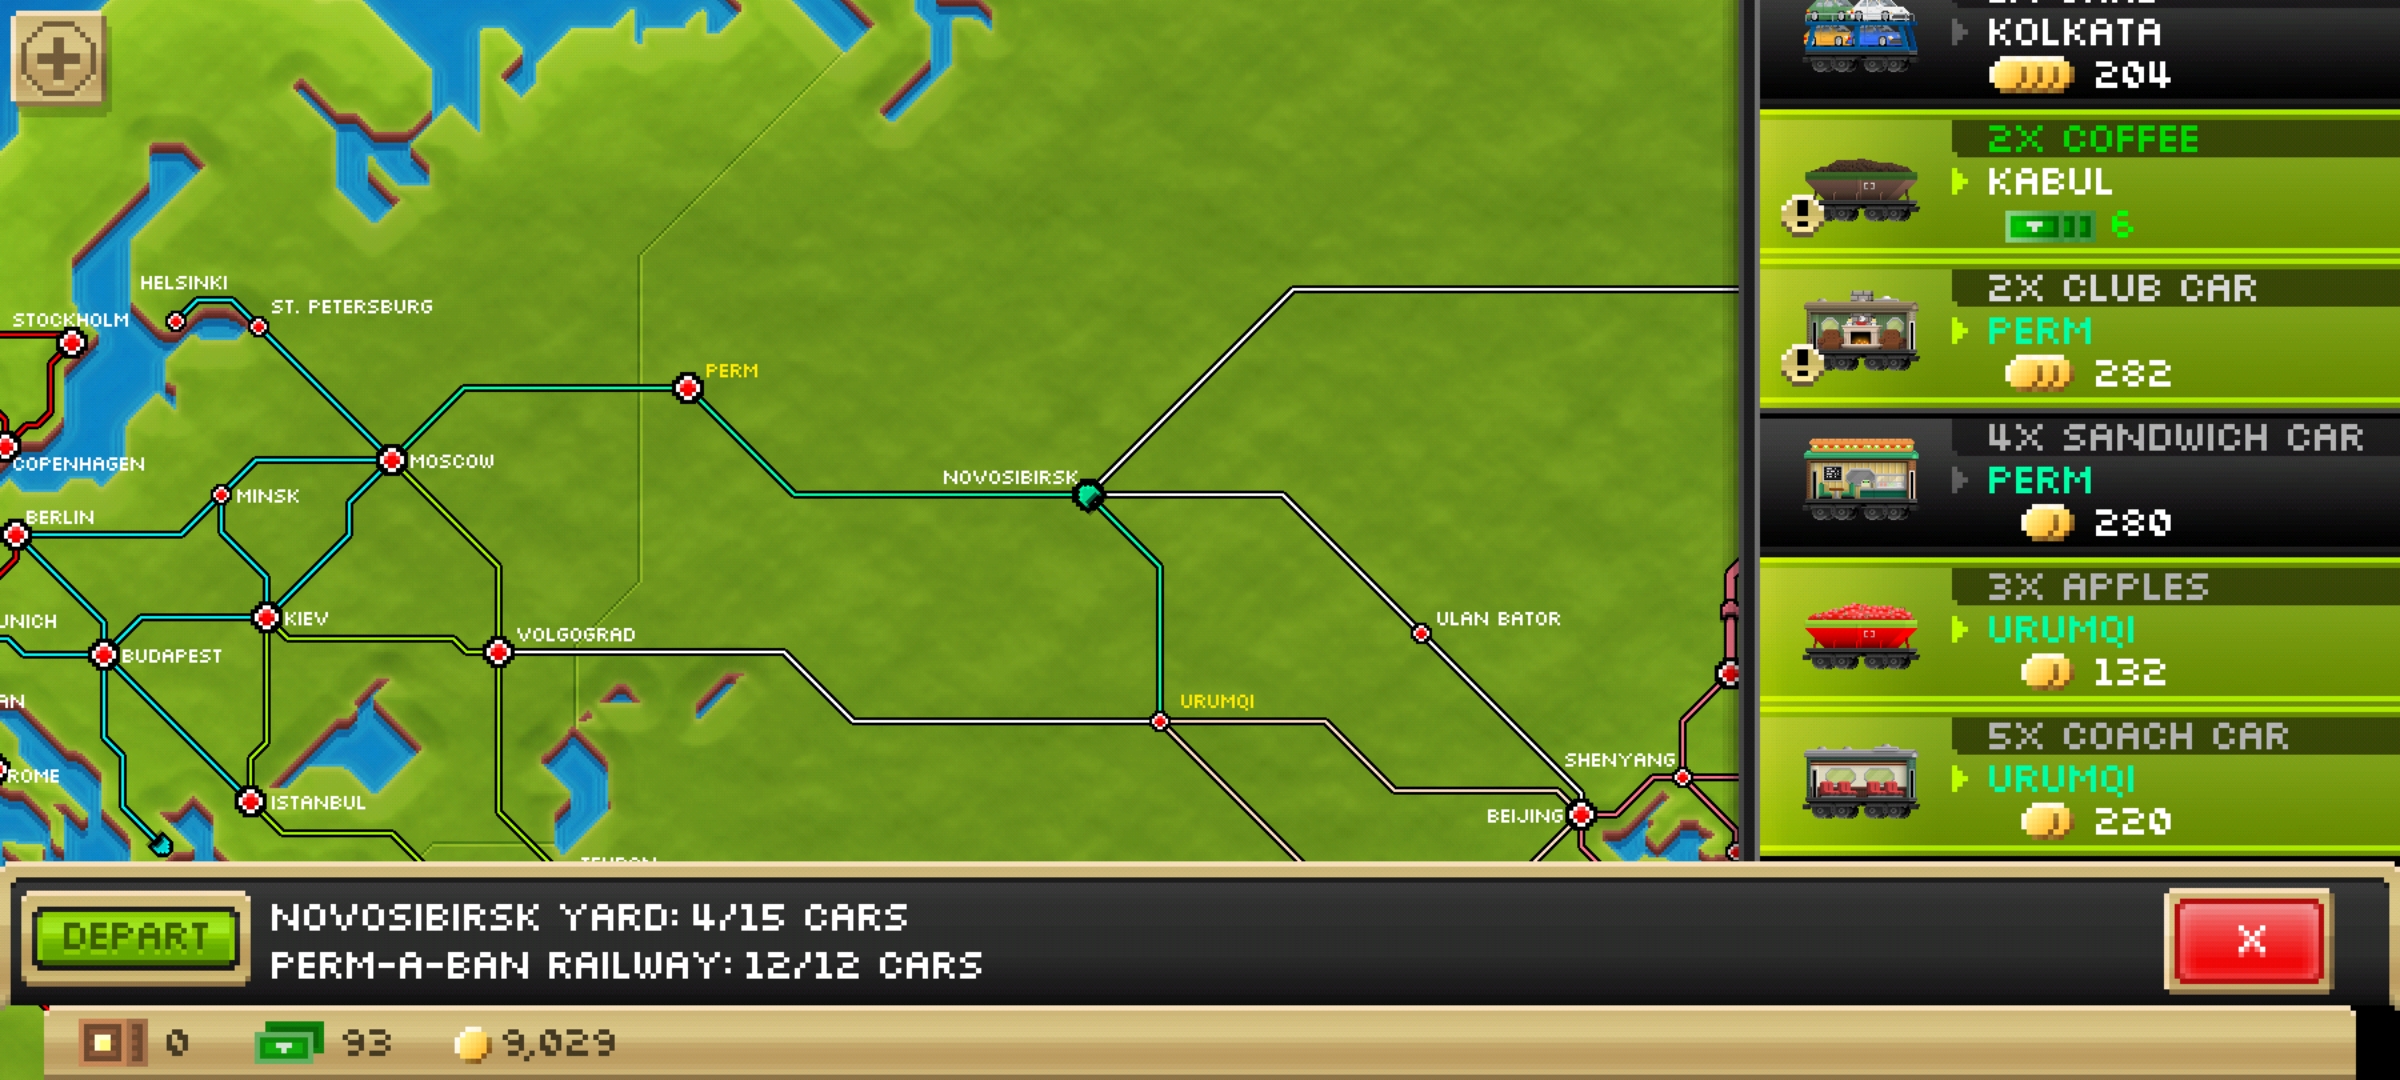 KOLKATA
204
2X COFFEE
KABUL
6
2X CLUB CAR
PERM
282
4X SANDWICH CAR
PERM
280
3X APPLES
URUMQI
132
5X COACH CAR
URUMQI
220
HELSINKI
ST. PETERSBURG
STOCKHOLM
PERM
COPENHAGEN
MOSCOW
NOVOSIBIRSK
MINSK
BERLIN
UNICH
KIEV
VOLGOGRAD
ULAN BATOR
BUDAPEST
AN
URUMQI
SHENYANG
ROME
ISTANBUL
BEIJING
DEPART
NOVOSIBIRSK YARD: 4/15 CARS
PERM-A-BAN RAILWAY: 12/12 CARS
X
0
93
9,029